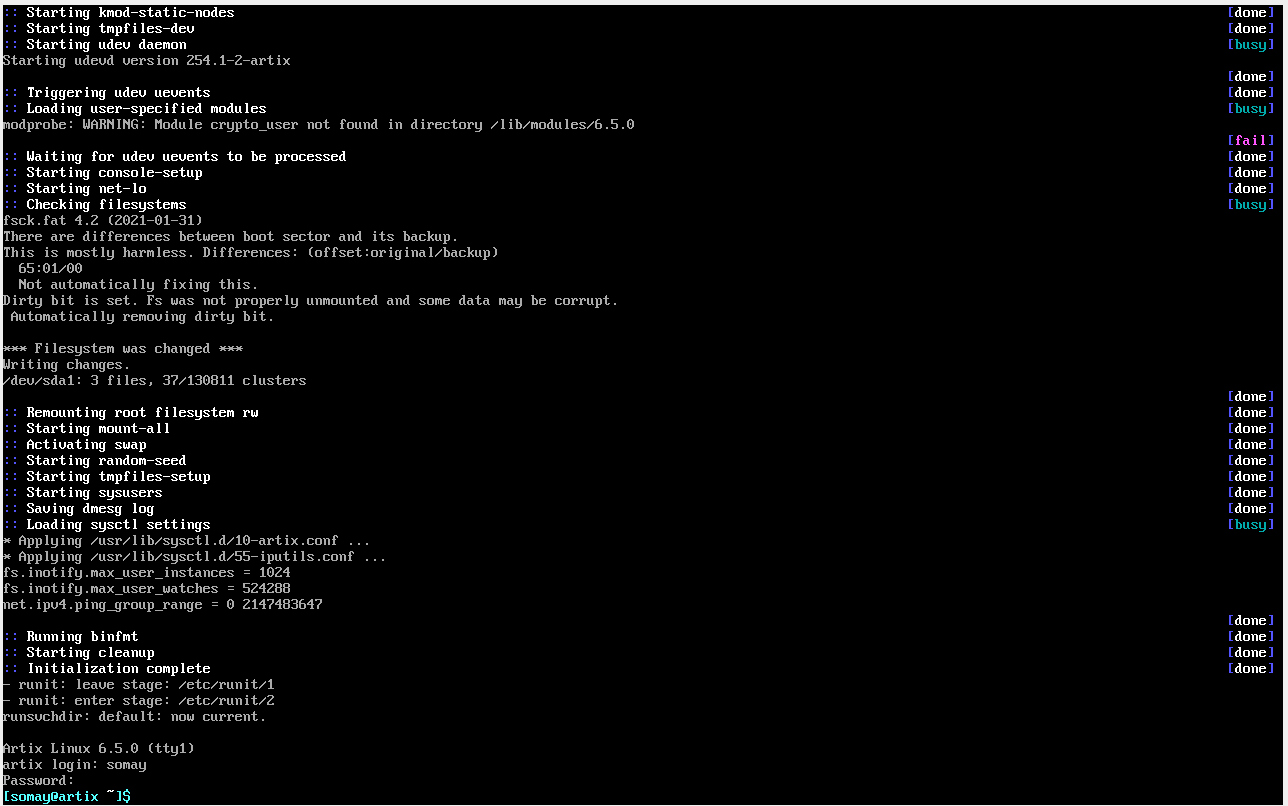 :: Starting kmod-static-nodes [done]
:: Starting tmpfiles-dev [done]
:: Starting udev daemon [busy]
Starting udevd version 254.1-2-artix
[done]
:: Triggering udev uevents [done]
:: Loading user-specified modules [busy]
modprobe: WARNING: Module crypto_user not found in directory /lib/modules/6.5.0
[fail]
:: Waiting for udev uevents to be processed [done]
:: Starting console-setup [done]
:: Starting net-lo [done]
:: Checking filesystems [busy]
fsck.fat 4.2 (2021-01-31)
There are differences between boot sector and its backup.
This is mostly harmless. Differences: (offset:original/backup)
  65:01/00
  Not automatically fixing this.
Dirty bit is set. Fs was not properly unmounted and some data may be corrupt.
 Automatically removing dirty bit.

*** Filesystem was changed ***
Writing changes.
/dev/sda1: 3 files, 37/130811 clusters
[done]
:: Remounting root filesystem rw [done]
:: Starting mount-all [done]
:: Activating swap [done]
:: Starting random-seed [done]
:: Starting tmpfiles-setup [done]
:: Starting sysusers [done]
:: Saving dmesg log [done]
:: Loading sysctl settings [busy]
* Applying /usr/lib/sysctl.d/10-artix.conf ...
* Applying /usr/lib/sysctl.d/55-iputils.conf ...
fs.inotify.max_user_instances = 1024
fs.inotify.max_user_watches = 524288
net.ipv4.ping_group_range = 0 2147483647
[done]
:: Running binfmt [done]
:: Starting cleanup [done]
:: Initialization complete [done]
- runit: leave stage: /etc/runit/1
- runit: enter stage: /etc/runit/2
runsvchdir: default: now current.

Artix Linux 6.5.0 (tty1)
artix login: somay
Password:
[somay@artix ~]$